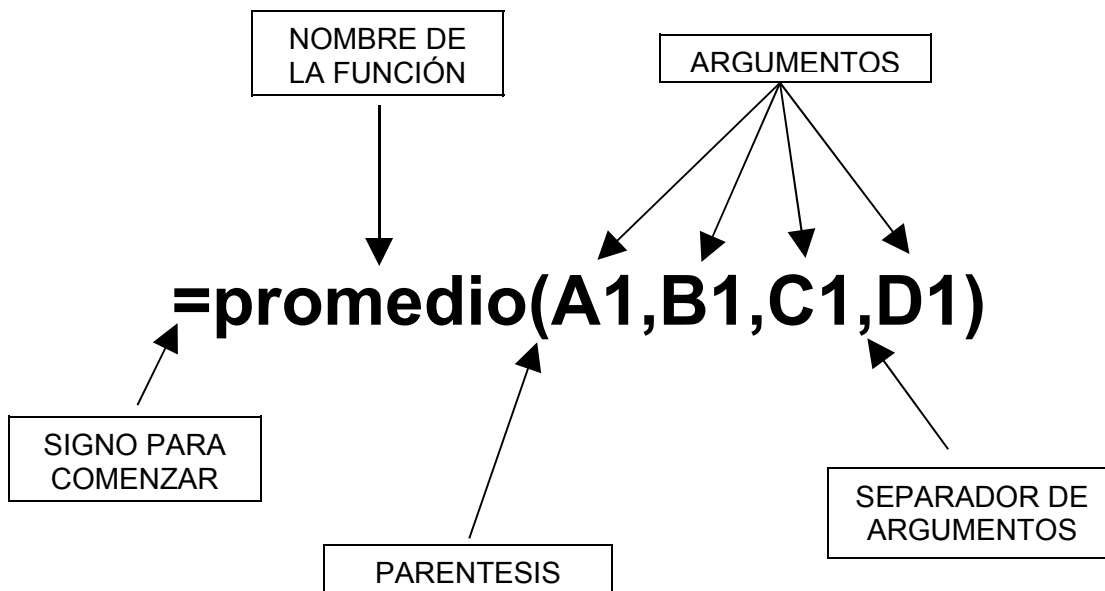 NOMBRE DE
LA FUNCIÓN
ARGUMENTOS
=promedio(A1,B1,C1,D1)
SIGNO PARA
COMENZAR
SEPARADOR DE
ARGUMENTOS
PARENTESIS